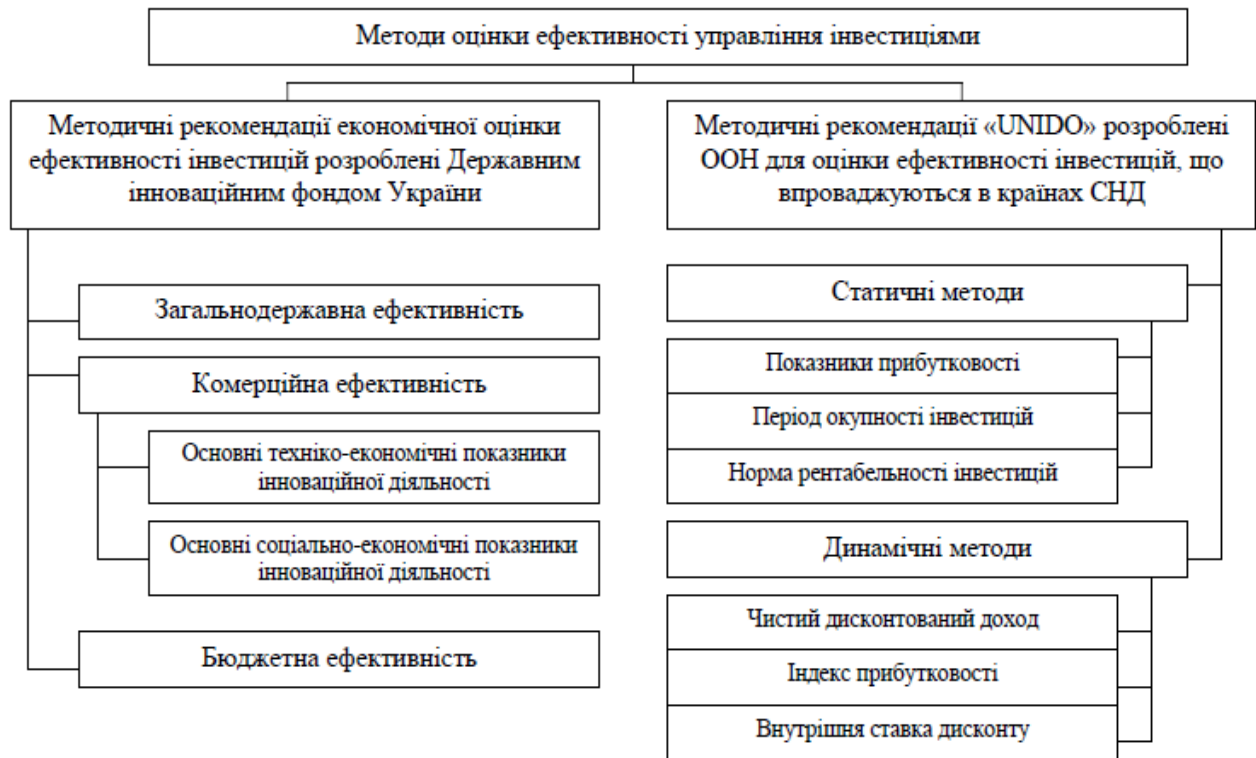 Методи оцінки ефективності управління інвестиціями
Методичні рекомендації економічної оцінки
ефективності інвестицій розроблені Державним
інноваційним фондом України
Загальнодержавна ефективність
Комерційна ефективність
Основні техніко-економічні показники
інноваційної діяльності
Основні соціально-економічні показники
інноваційної діяльності
Бюджетна ефективність
Методичні рекомендації «UNIDO» розроблені
ООН для оцінки ефективності інвестицій, що
впроваджуються в країнах СНД
Статичні методи
Показники прибутковості
Період окупності інвестицій
Норма рентабельності інвестицій
Динамічні методи
Чистий дисконтований доход
Індекс прибутковості
Внутрішня ставка дисконту